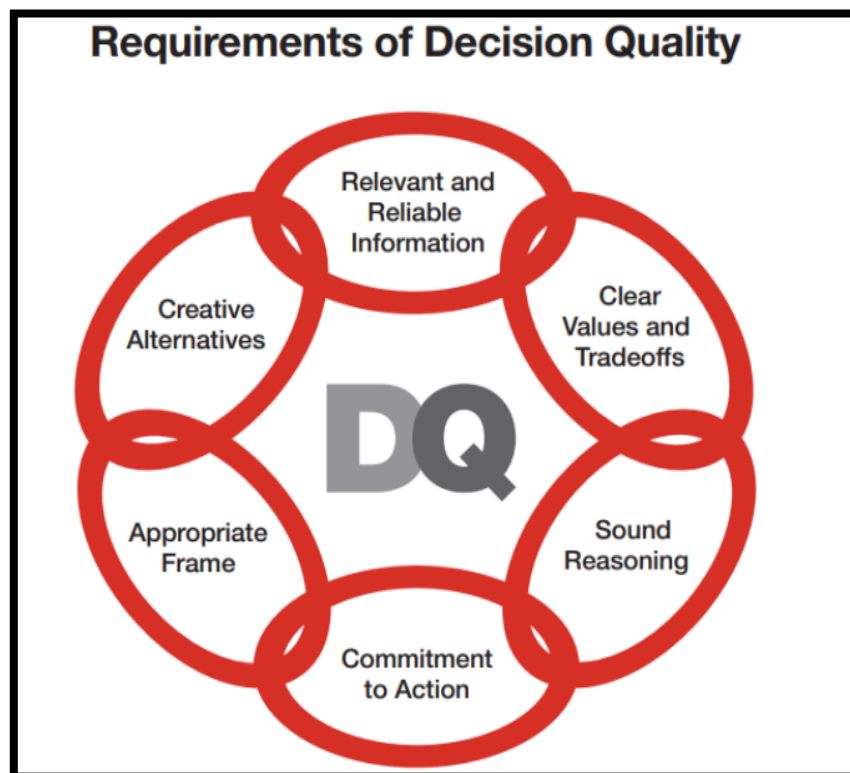 Requirements of Decision Quality
Relevant and
Reliable
Information
Clear
Values and
Tradeoffs
Sound
Reasoning
Commitment
to Action
Appropriate
Frame
Creative
Alternatives
DQ